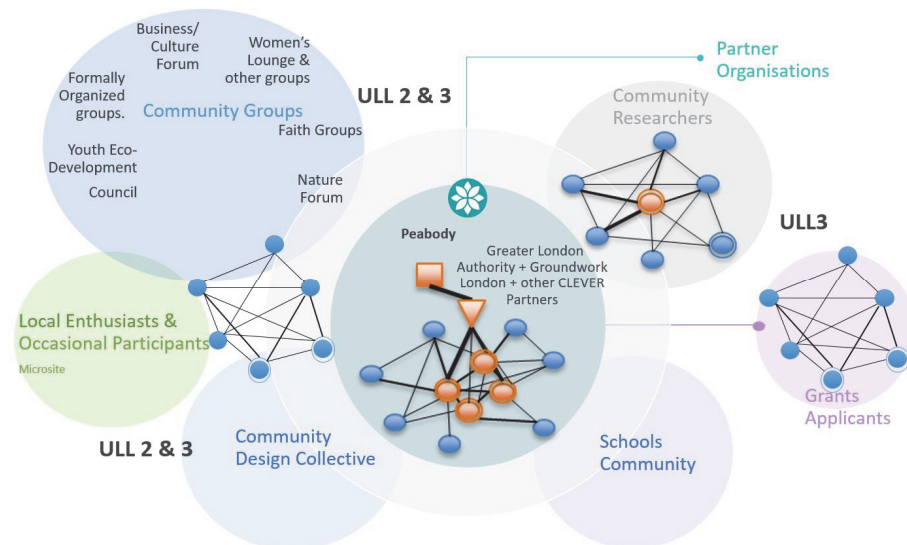 Business/
Culture
Forum
Women's
Lounge &
other groups
Formally
Organized
groups.
Community Groups
Faith Groups
Youth Eco-
Development
Council
Nature
Forum
ULL 2 & 3
Partner
Organisations
Community
Researchers
ULL3
Peabody
Greater London
Authority + Groundwork
London + other CLEVER
Partners
Local Enthusiasts &
Occasional Participants
Microsite
ULL 2 & 3
Community
Design Collective
Schools
Community
Grants
Applicants